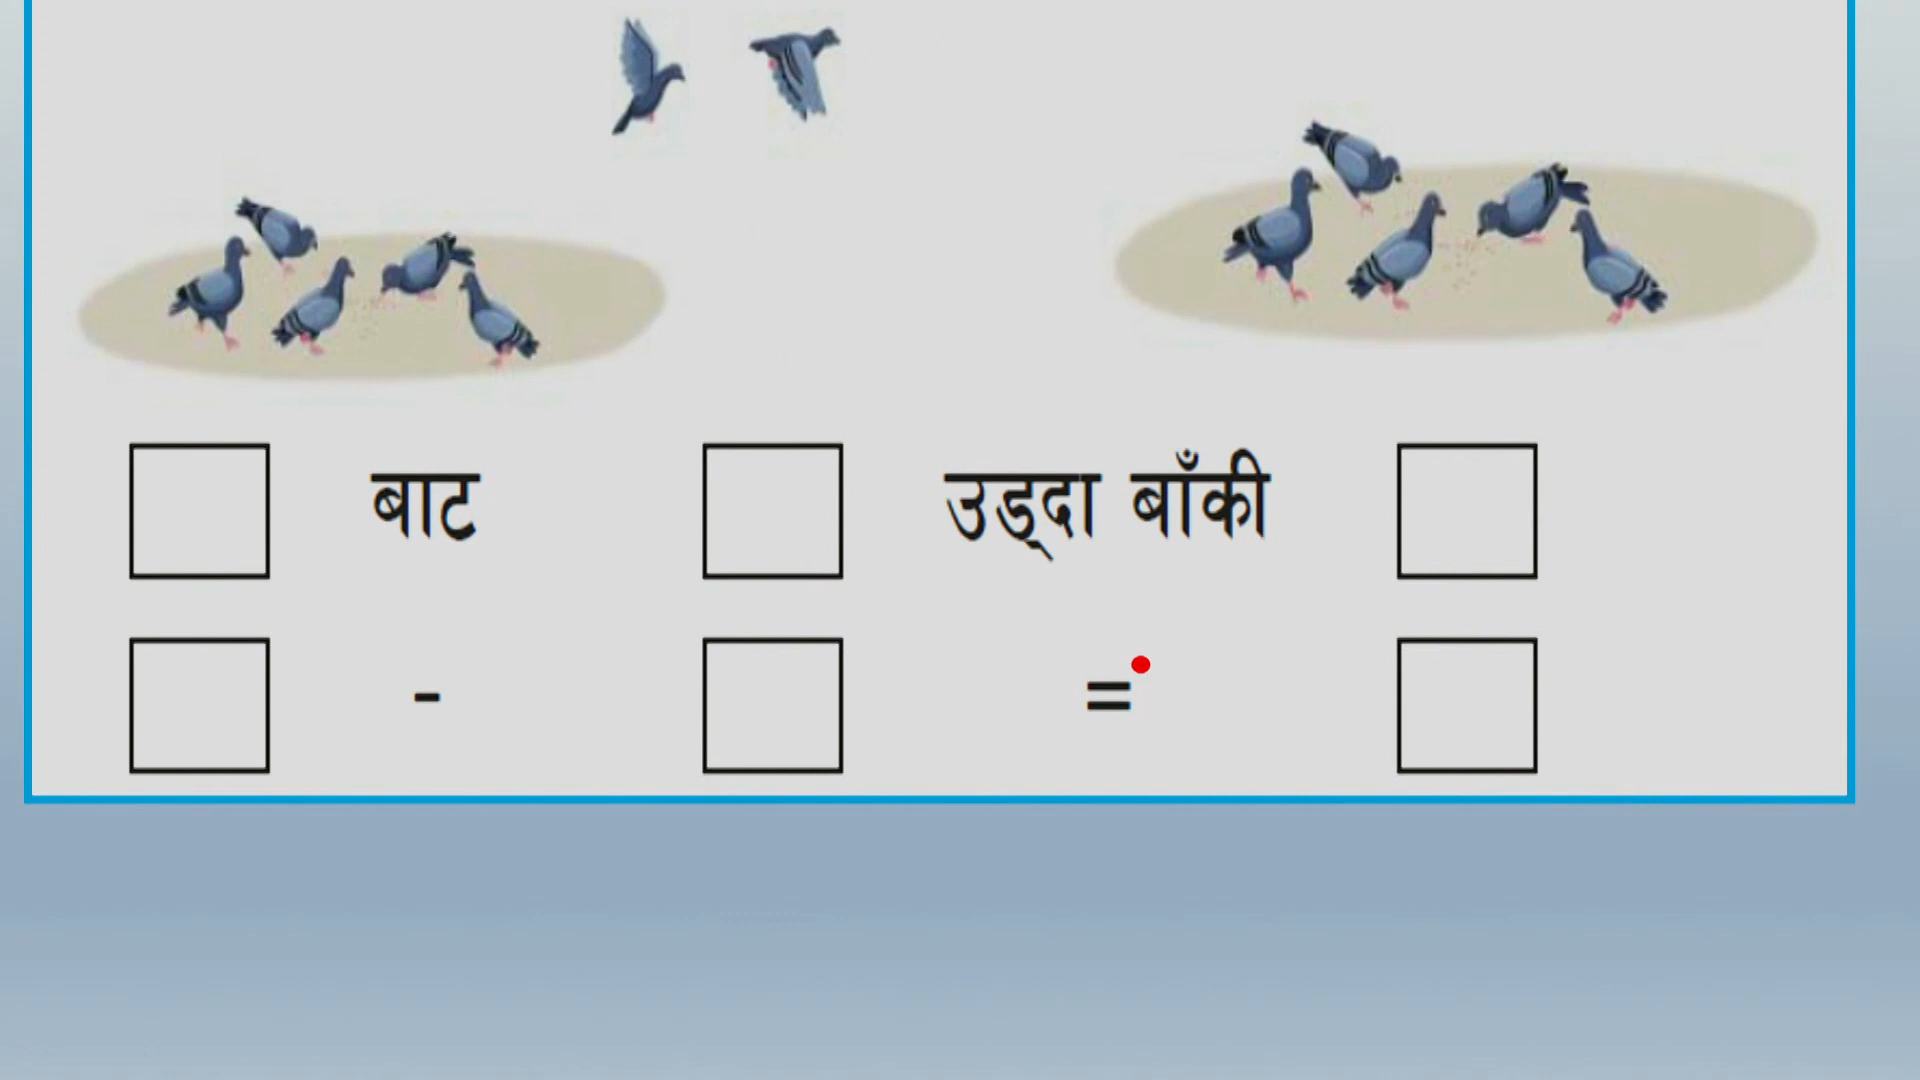 बाट उड्दा बाँकी
- =